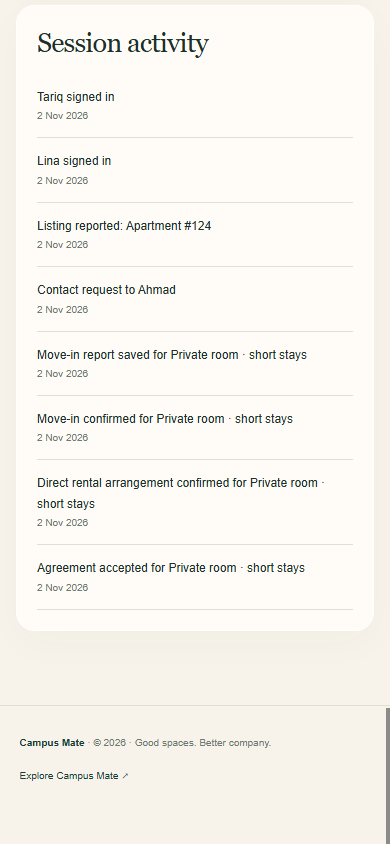 Session activity
Tariq signed in
2 Nov 2026
Lina signed in
2 Nov 2026
Listing reported: Apartment #124
2 Nov 2026
Contact request to Ahmad
2 Nov 2026
Move-in report saved for Private room · short stays
2 Nov 2026
Move-in confirmed for Private room · short stays
2 Nov 2026
Direct rental arrangement confirmed for Private room ·
short stays
2 Nov 2026
Agreement accepted for Private room · short stays
2 Nov 2026
Campus Mate · © 2026 · Good spaces. Better company.
Explore Campus Mate ↗